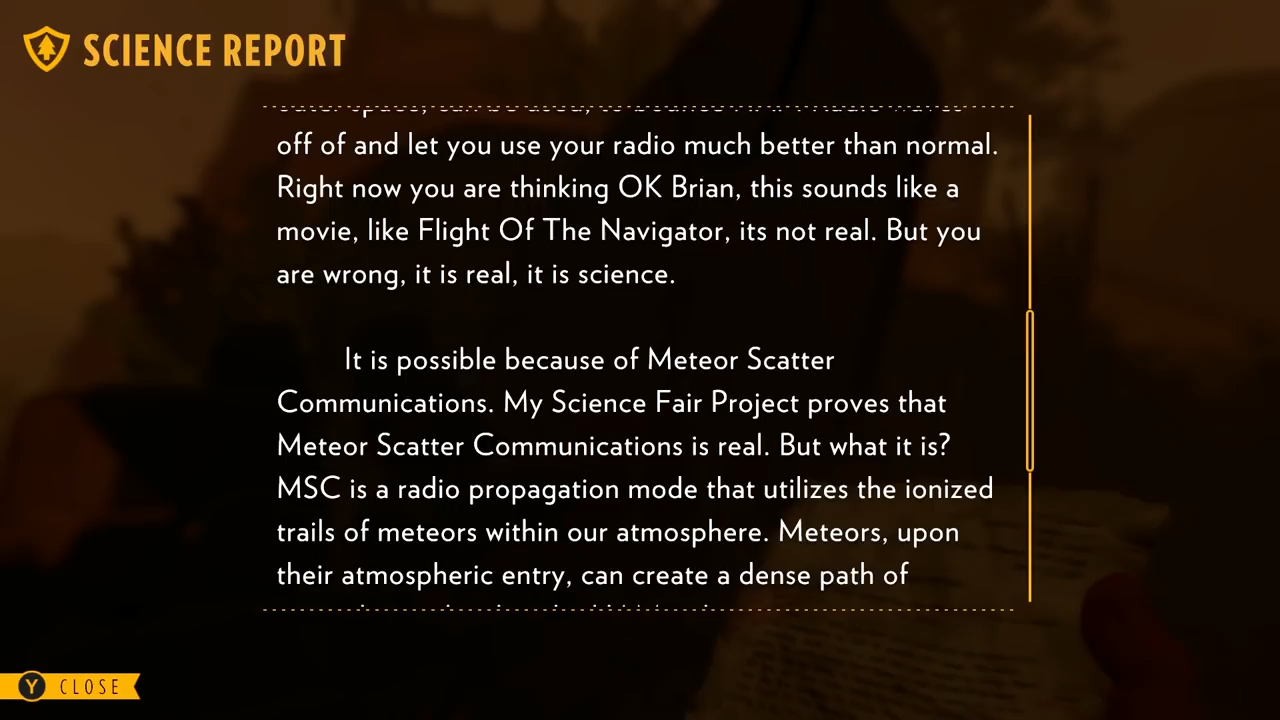 SCIENCE REPORT
off of and let you use your radio much better than normal.
Right now you are thinking OK Brian, this sounds like a
movie, like Flight Of The Navigator, its not real. But you
are wrong, it is real, it is science.
It is possible because of Meteor Scatter
Communications. My Science Fair Project proves that
Meteor Scatter Communications is real. But what it is?
MSC is a radio propagation mode that utilizes the ionized
trails of meteors within our atmosphere. Meteors, upon
their atmospheric entry, can create a dense path of
Y CLOSE